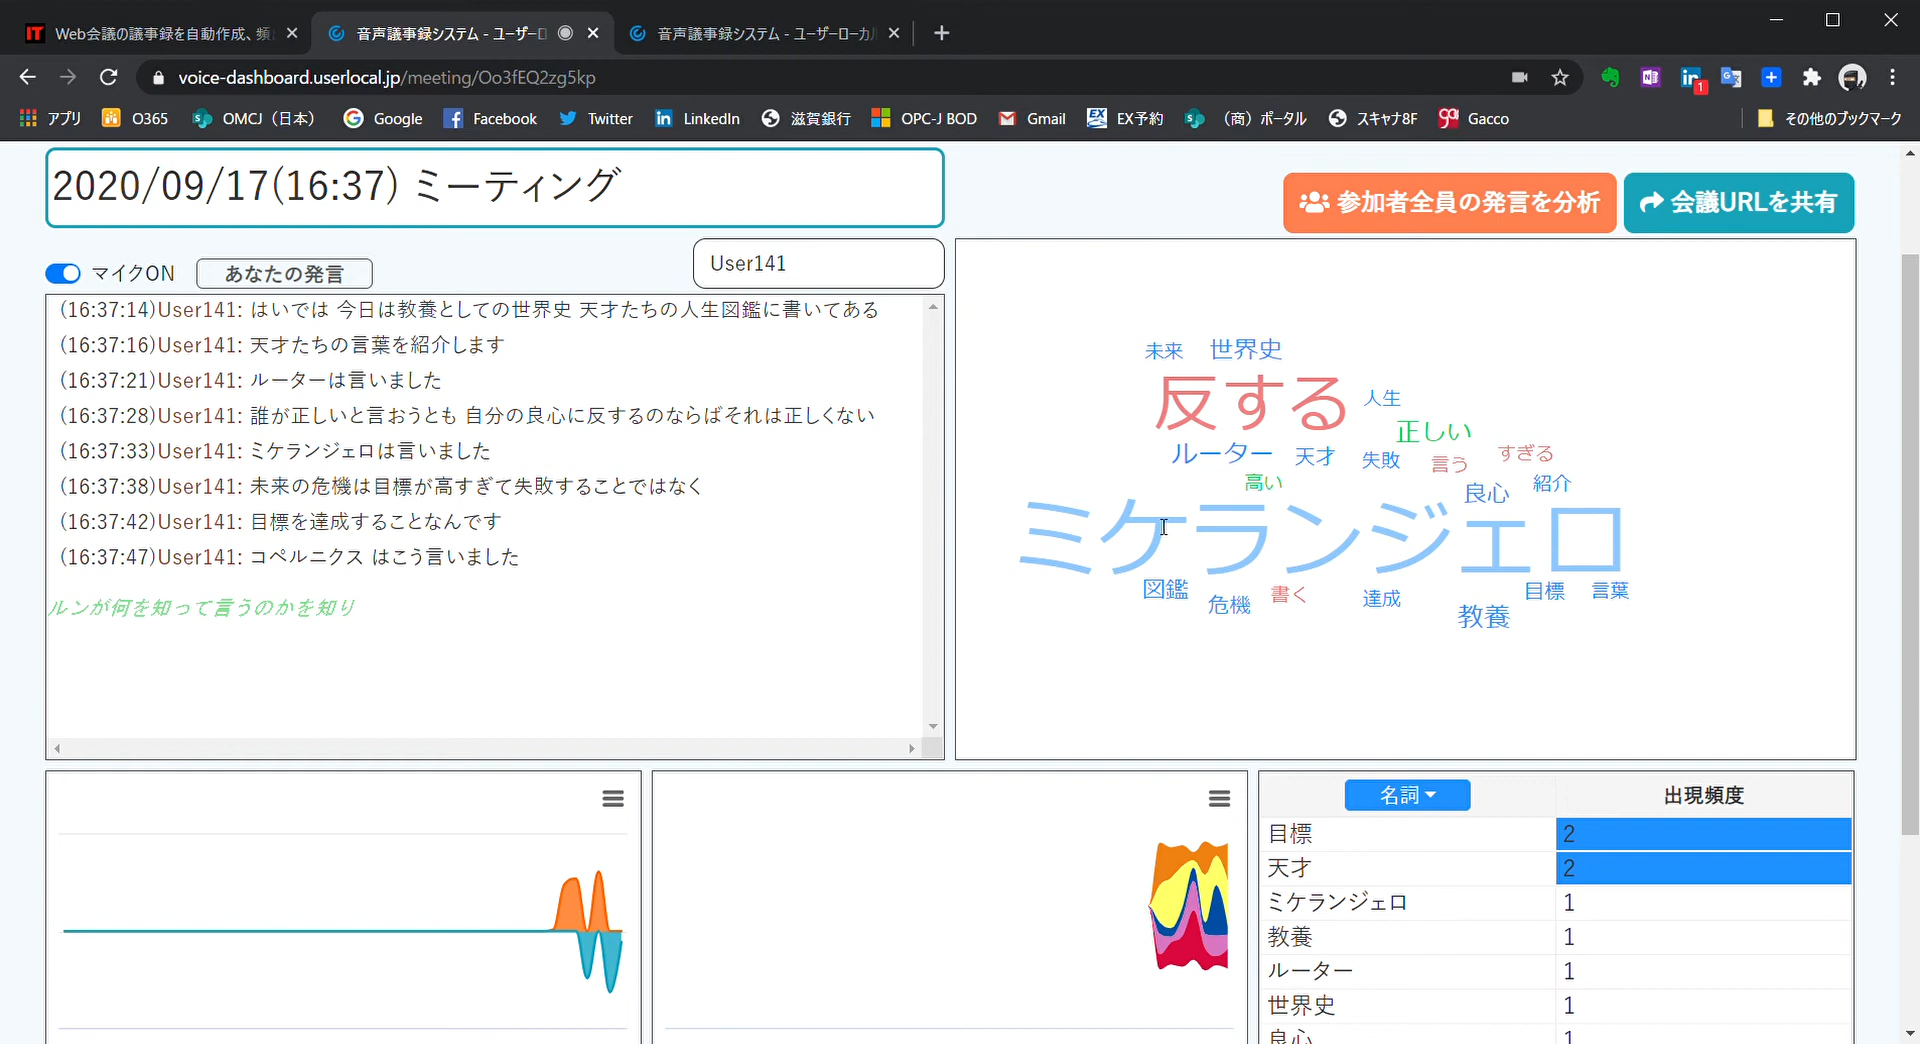 Web会議の議事録を自動作成、頻
音声議事録システム - ユーザーロ
音声議事録システム - ユーザーローカル
voice-dashboard.userlocal.jp/meeting/Oo3fEQ2zg5kp
1
アプリ O365 OMCJ（日本） Google Facebook Twitter LinkedIn 滋賀銀行 OPC-J BOD Gmail EX予約 （商）ポータル スキャナ8F Gacco その他のブックマーク
2020/09/17(16:37) ミーティング
参加者全員の発言を分析
会議URLを共有
マイクON
あなたの発言
User141
(16:37:14)User141: はいでは 今日は教養としての世界史 天才たちの人生図鑑に書いてある
(16:37:16)User141: 天才たちの言葉を紹介します
(16:37:21)User141: ルーターは言いました
(16:37:28)User141: 誰が正しいと言おうとも 自分の良心に反するのならばそれは正しくない
(16:37:33)User141: ミケランジェロは言いました
(16:37:38)User141: 未来の危機は目標が高すぎて失敗することではなく
(16:37:42)User141: 目標を達成することなんです
(16:37:47)User141: コペルニクス はこう言いました
ルンが何を知って言うのかを知り
未来 世界史
反する 人生
正しい
ルーター 天才 失敗 言う すぎる
高い 良心 紹介
ミケランジェロ
図鑑 危機 書く 達成 目標 言葉
教養
名詞 出現頻度
目標 2
天才 2
ミケランジェロ 1
教養 1
ルーター 1
世界史 1
良心 1